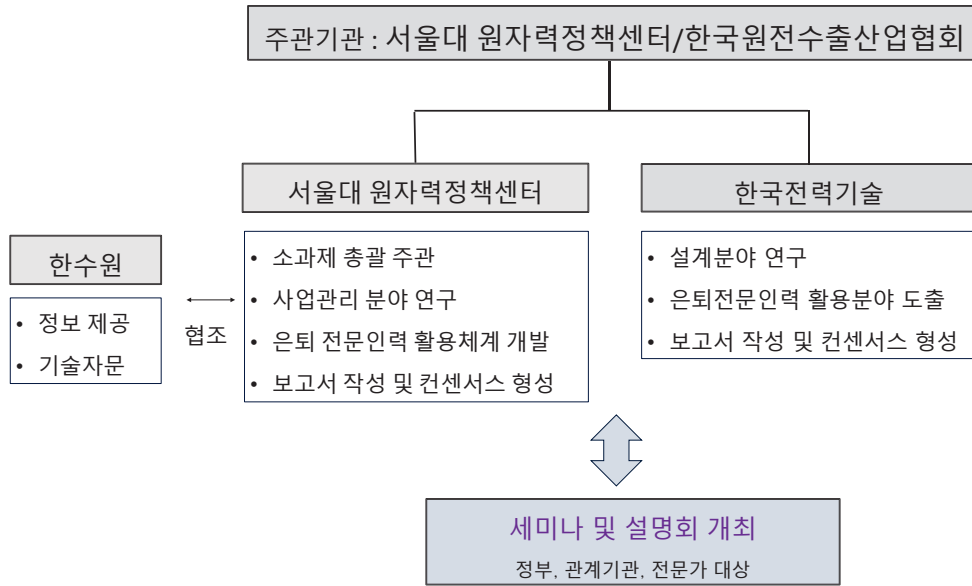 주관기관 : 서울대 원자력정책센터/한국원전수출산업협회
서울대 원자력정책센터
한국전력기술
한수원
• 정보 제공
• 기술자문
협조
• 소과제 총괄 주관
• 사업관리 분야 연구
• 은퇴 전문인력 활용체계 개발
• 보고서 작성 및 컨센서스 형성
• 설계분야 연구
• 은퇴전문인력 활용분야 도출
• 보고서 작성 및 컨센서스 형성
세미나 및 설명회 개최
정부, 관계기관, 전문가 대상